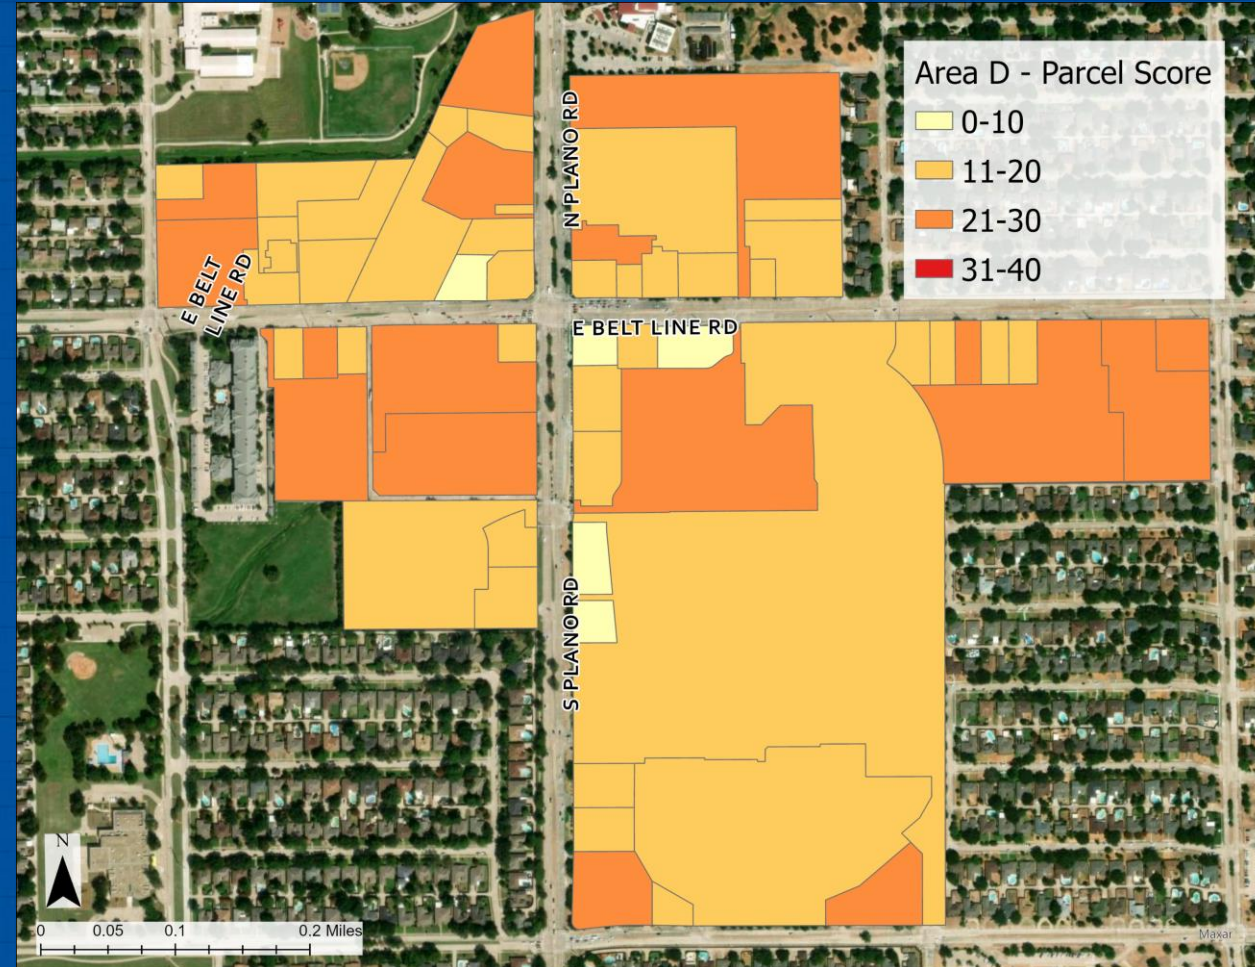 Area D - Parcel Score
0-10
11-20
21-30
31-40
N PLANO RD
E BELT
LINE RD
E BELT LINE RD
S PLANO RD
N
0 0.05 0.1 0.2 Miles
Maxar